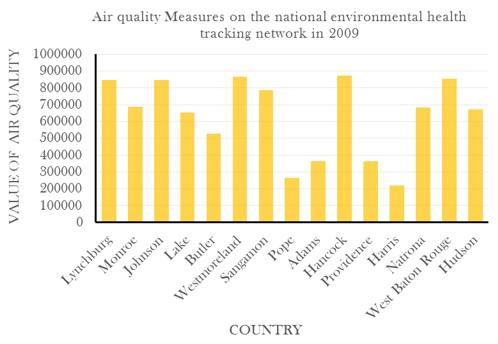 Air quality Measures on the national environmental health
tracking network in 2009
VALUE OF AIR QUALITY
1000000
900000
800000
700000
600000
500000
400000
300000
200000
100000
0
Lynchburg
Monroe
Johnson
Lake
Butler
Westmoreland
Sangamon
Pope
Adams
Hancock
Providence
Harris
Natrona
West Baton Rouge
Hudson
COUNTRY